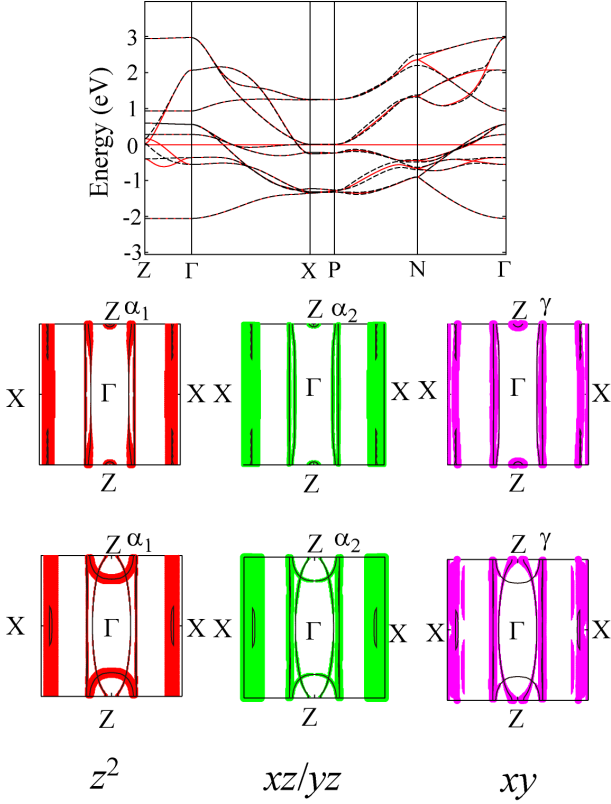 Energy (eV)
3
2
1
0
-1
-2
-3
Z Γ X P N Γ
Z α₁ Z α₂ Z γ
X Γ X X Γ X X Γ X
Z Z Z
Z α₁ Z α₂ Z γ
X Γ X X Γ X X Γ X
Z Z Z
z² xz/yz xy